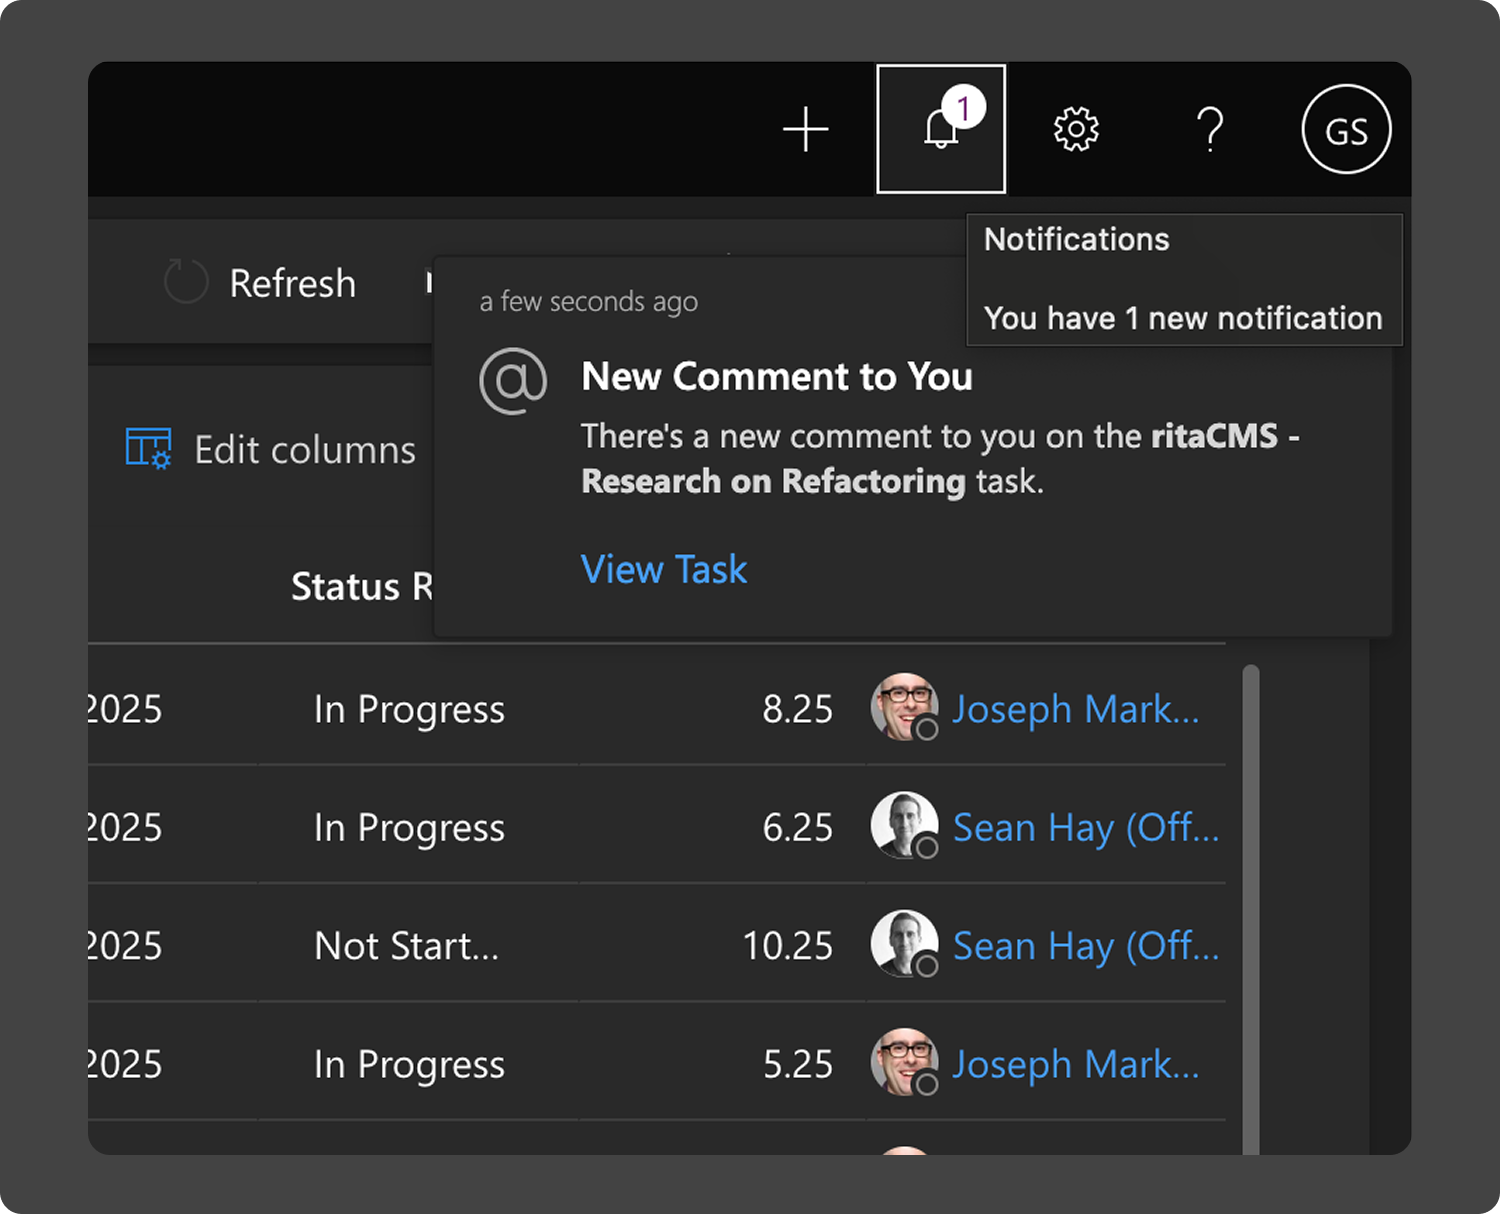 1
GS
Notifications
You have 1 new notification
Refresh
a few seconds ago
New Comment to You
There's a new comment to you on the ritaCMS -
Research on Refactoring task.
View Task
Edit columns
Status R
2025 In Progress 8.25 Joseph Mark...
2025 In Progress 6.25 Sean Hay (Off...
2025 Not Start... 10.25 Sean Hay (Off...
2025 In Progress 5.25 Joseph Mark...